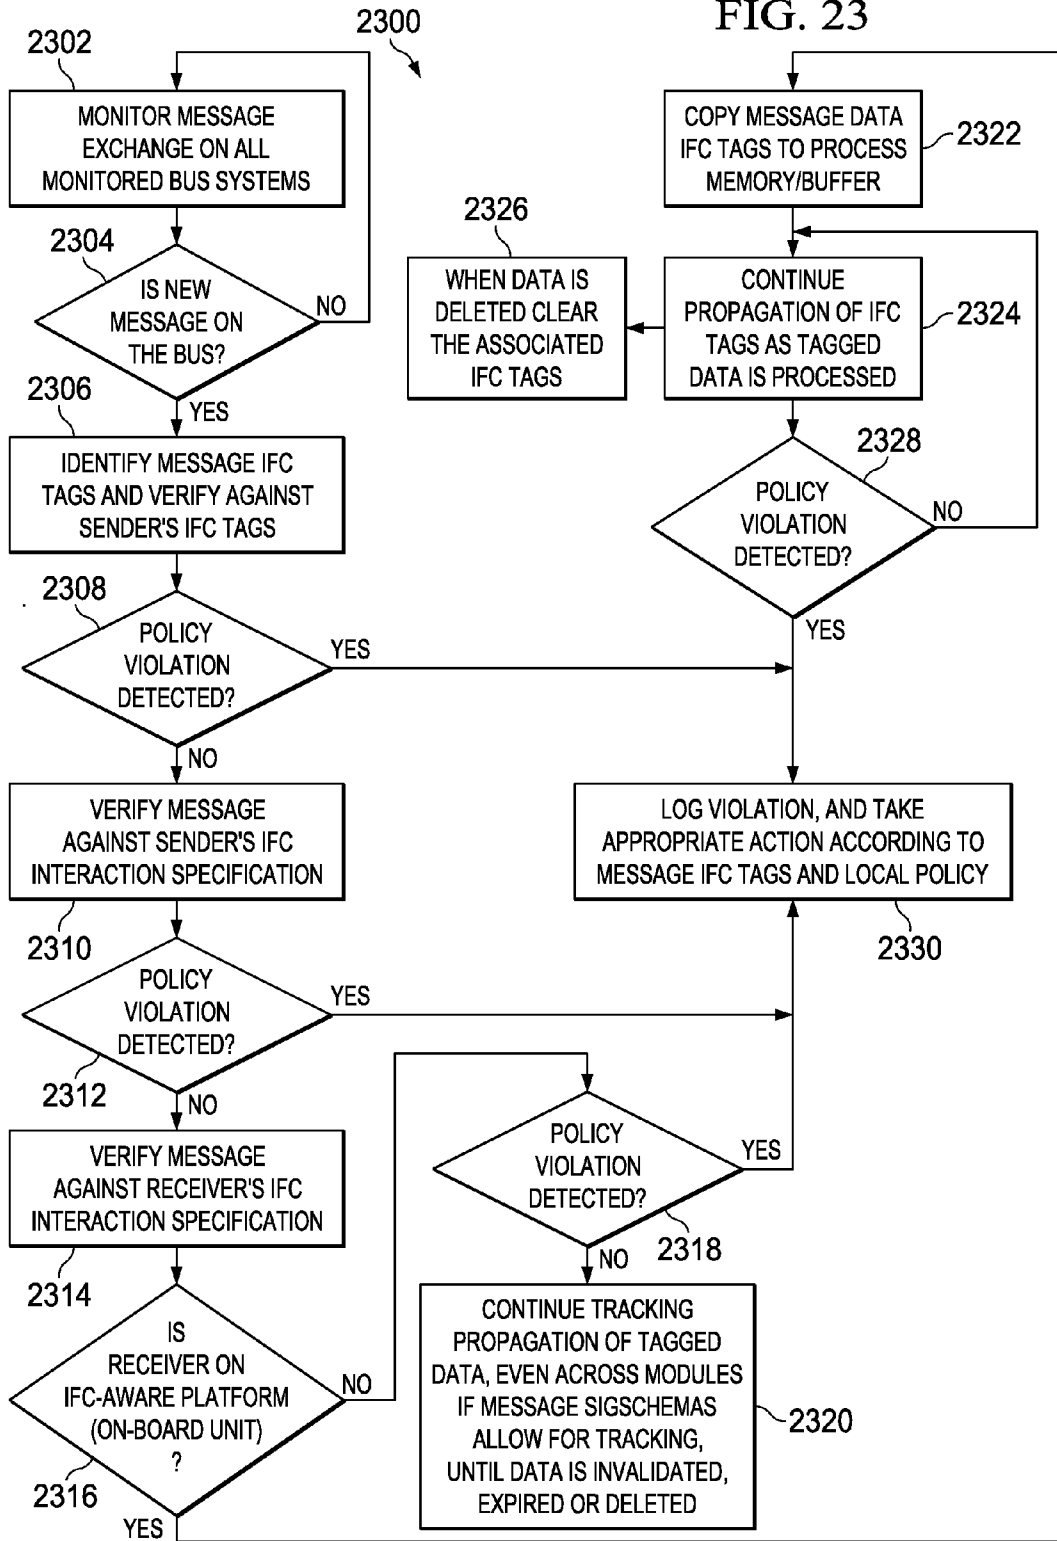 FIG. 23
2300
2302
MONITOR MESSAGE
EXCHANGE ON ALL
MONITORED BUS SYSTEMS
2304
IS NEW
MESSAGE ON
THE BUS?
NO
YES
2306
IDENTIFY MESSAGE IFC
TAGS AND VERIFY AGAINST
SENDER'S IFC TAGS
2308
POLICY
VIOLATION
DETECTED?
YES
NO
VERIFY MESSAGE
AGAINST SENDER'S IFC
INTERACTION SPECIFICATION
2310
POLICY
VIOLATION
DETECTED?
YES
2312
NO
VERIFY MESSAGE
AGAINST RECEIVER'S IFC
INTERACTION SPECIFICATION
2314
IS
RECEIVER ON
IFC-AWARE PLATFORM
(ON-BOARD UNIT)
?
NO
2316
YES
POLICY
VIOLATION
DETECTED?
YES
2318
NO
CONTINUE TRACKING
PROPAGATION OF TAGGED
DATA, EVEN ACROSS MODULES
IF MESSAGE SIGSCHEMAS
ALLOW FOR TRACKING,
UNTIL DATA IS INVALIDATED,
EXPIRED OR DELETED
2320
COPY MESSAGE DATA
IFC TAGS TO PROCESS
MEMORY/BUFFER
2322
CONTINUE
PROPAGATION OF IFC
TAGS AS TAGGED
DATA IS PROCESSED
2324
2326
WHEN DATA IS
DELETED CLEAR
THE ASSOCIATED
IFC TAGS
2328
POLICY
VIOLATION
DETECTED?
NO
YES
LOG VIOLATION, AND TAKE
APPROPRIATE ACTION ACCORDING TO
MESSAGE IFC TAGS AND LOCAL POLICY
2330